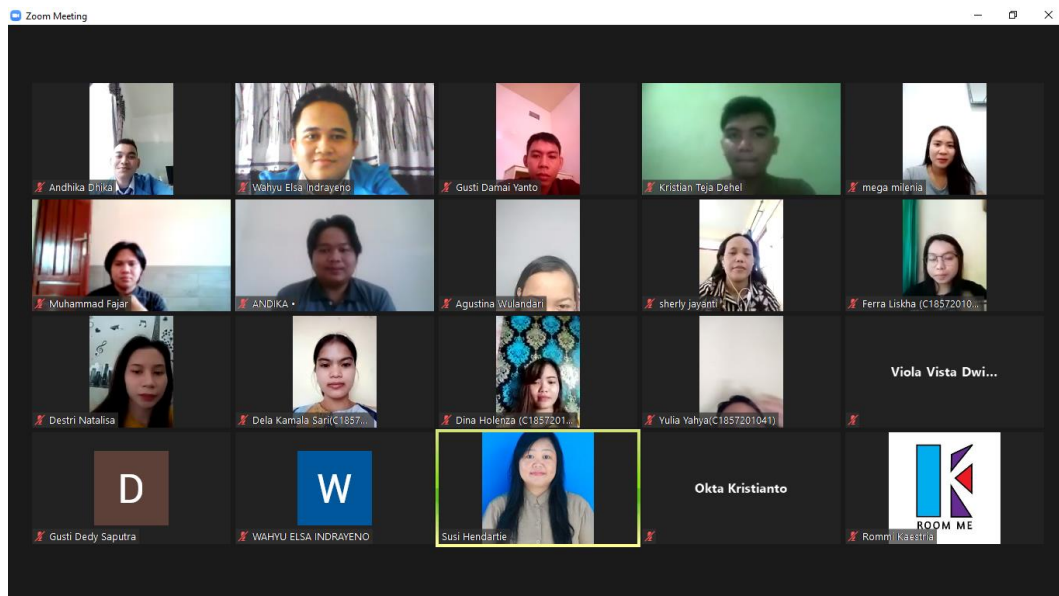 Zoom Meeting
Andhika Dhika
Wahyu Elsa Indrayeno
Gusti Damai Yanto
Kristian Teja Dehel
mega milenia
Muhammad Fajar
ANDIKA •
Agustina Wulandari
sherly jayanti
Ferra Liskha (C18572010...
Destri Natalisa
Dela Kamala Sari(C1857...
Dina Holenza (C1857201...
Yulia Yahya(C1857201041)
Viola Vista Dwi...
D
Gusti Dedy Saputra
W
WAHYU ELSA INDRAYENO
Susi Hendartie
Okta Kristianto
ROOM ME
Rommi Kaestria